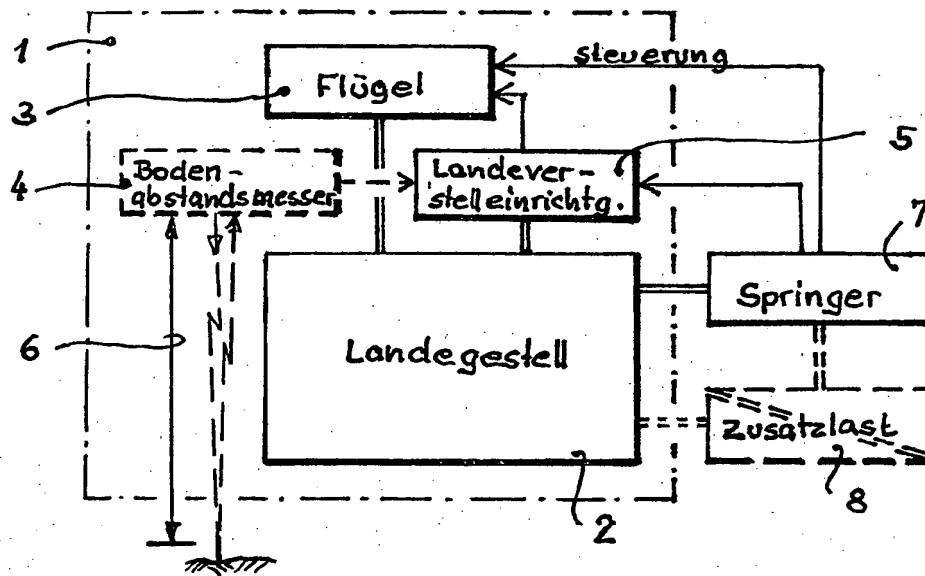 1
steuerung
Flügel
3
5
4
Boden-
abstandsmesser
Landever-
stelleinrichtg.
7
Springer
6
Landegestell
Zusatzlast
8
2